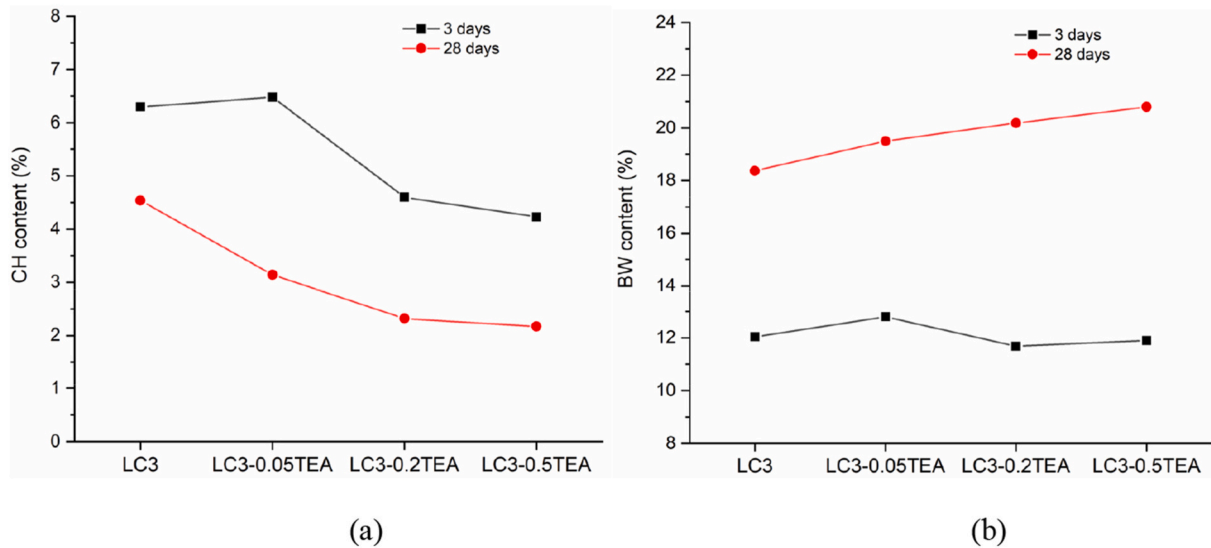 8
7
6
5
4
3
2
1
0
CH content (%)
3 days
28 days
LC3 LC3-0.05TEA LC3-0.2TEA LC3-0.5TEA
(a)
24
22
20
18
16
14
12
10
8
BW content (%)
3 days
28 days
LC3 LC3-0.05TEA LC3-0.2TEA LC3-0.5TEA
(b)